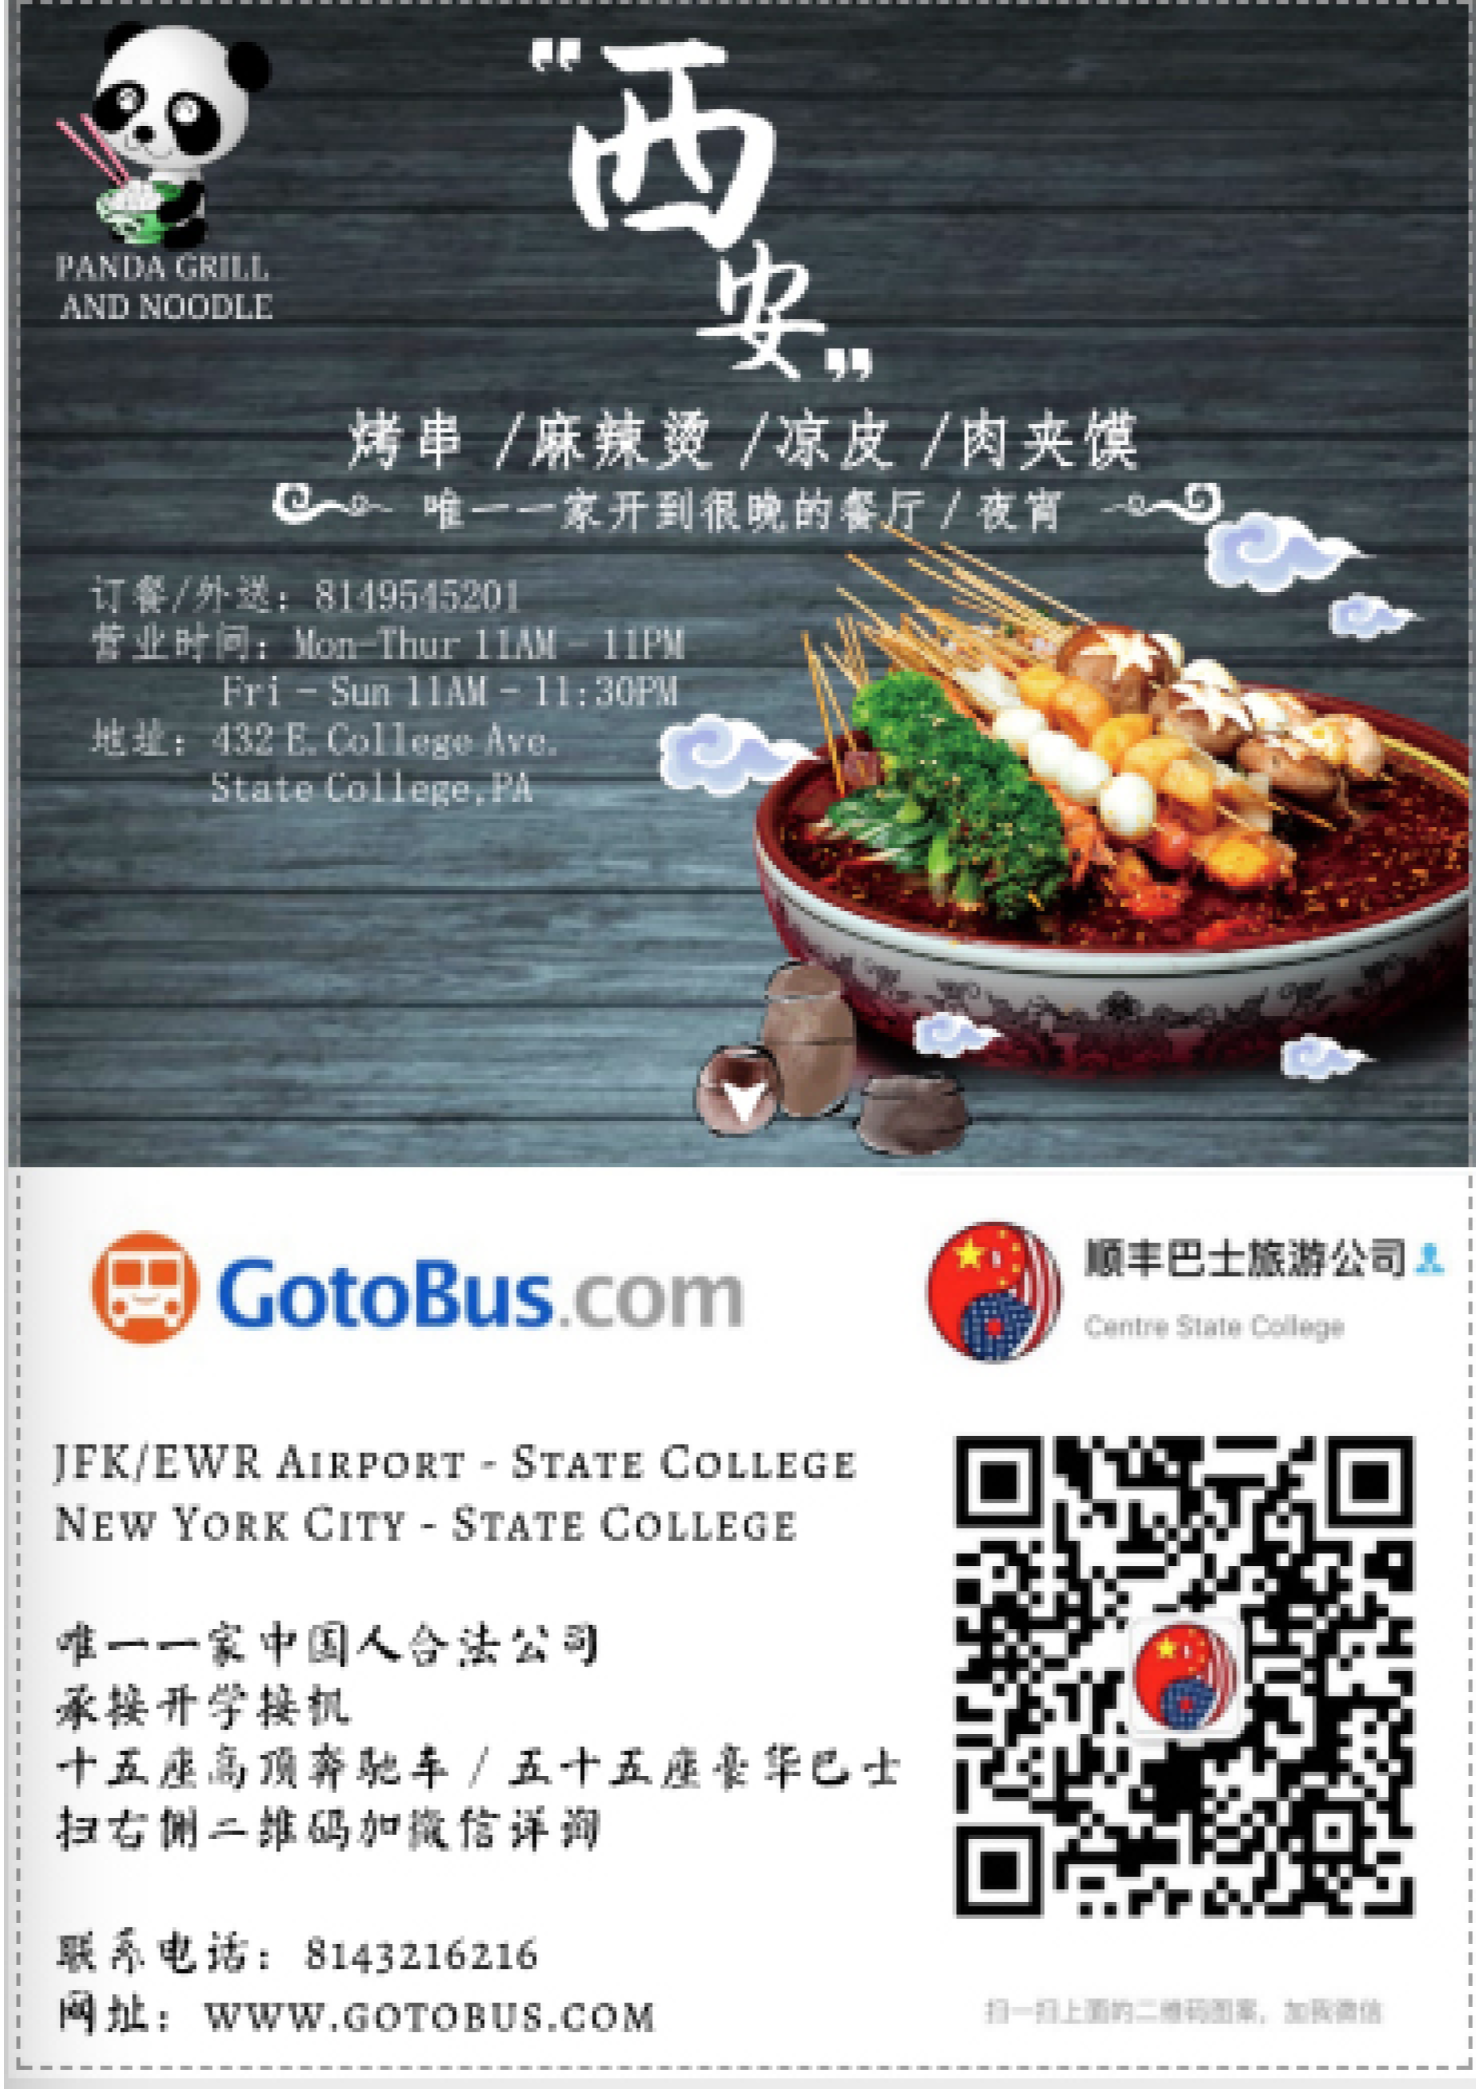 PANDA GRILL
AND NOODLE
“西
安”
烤串 /麻辣烫 /凉皮 /肉夹馍
唯一一家开到很晚的餐厅 / 夜宵
订餐/外送：8149545201
营业时间：Mon-Thur 11AM - 11PM
Fri - Sun 11AM - 11:30PM
地址：432 E.College Ave.
State College,PA
GotoBus.com
顺丰巴士旅游公司
Centre State College
JFK/EWR AIRPORT - STATE COLLEGE
NEW YORK CITY - STATE COLLEGE
唯一一家中国人合法公司
承接开学接机
十五座高顶奔驰车 / 五十五座豪华巴士
扫右侧二维码加微信详询
联系电话：8143216216
网址：WWW.GOTOBUS.COM
扫一扫上面的二维码图案，加我微信